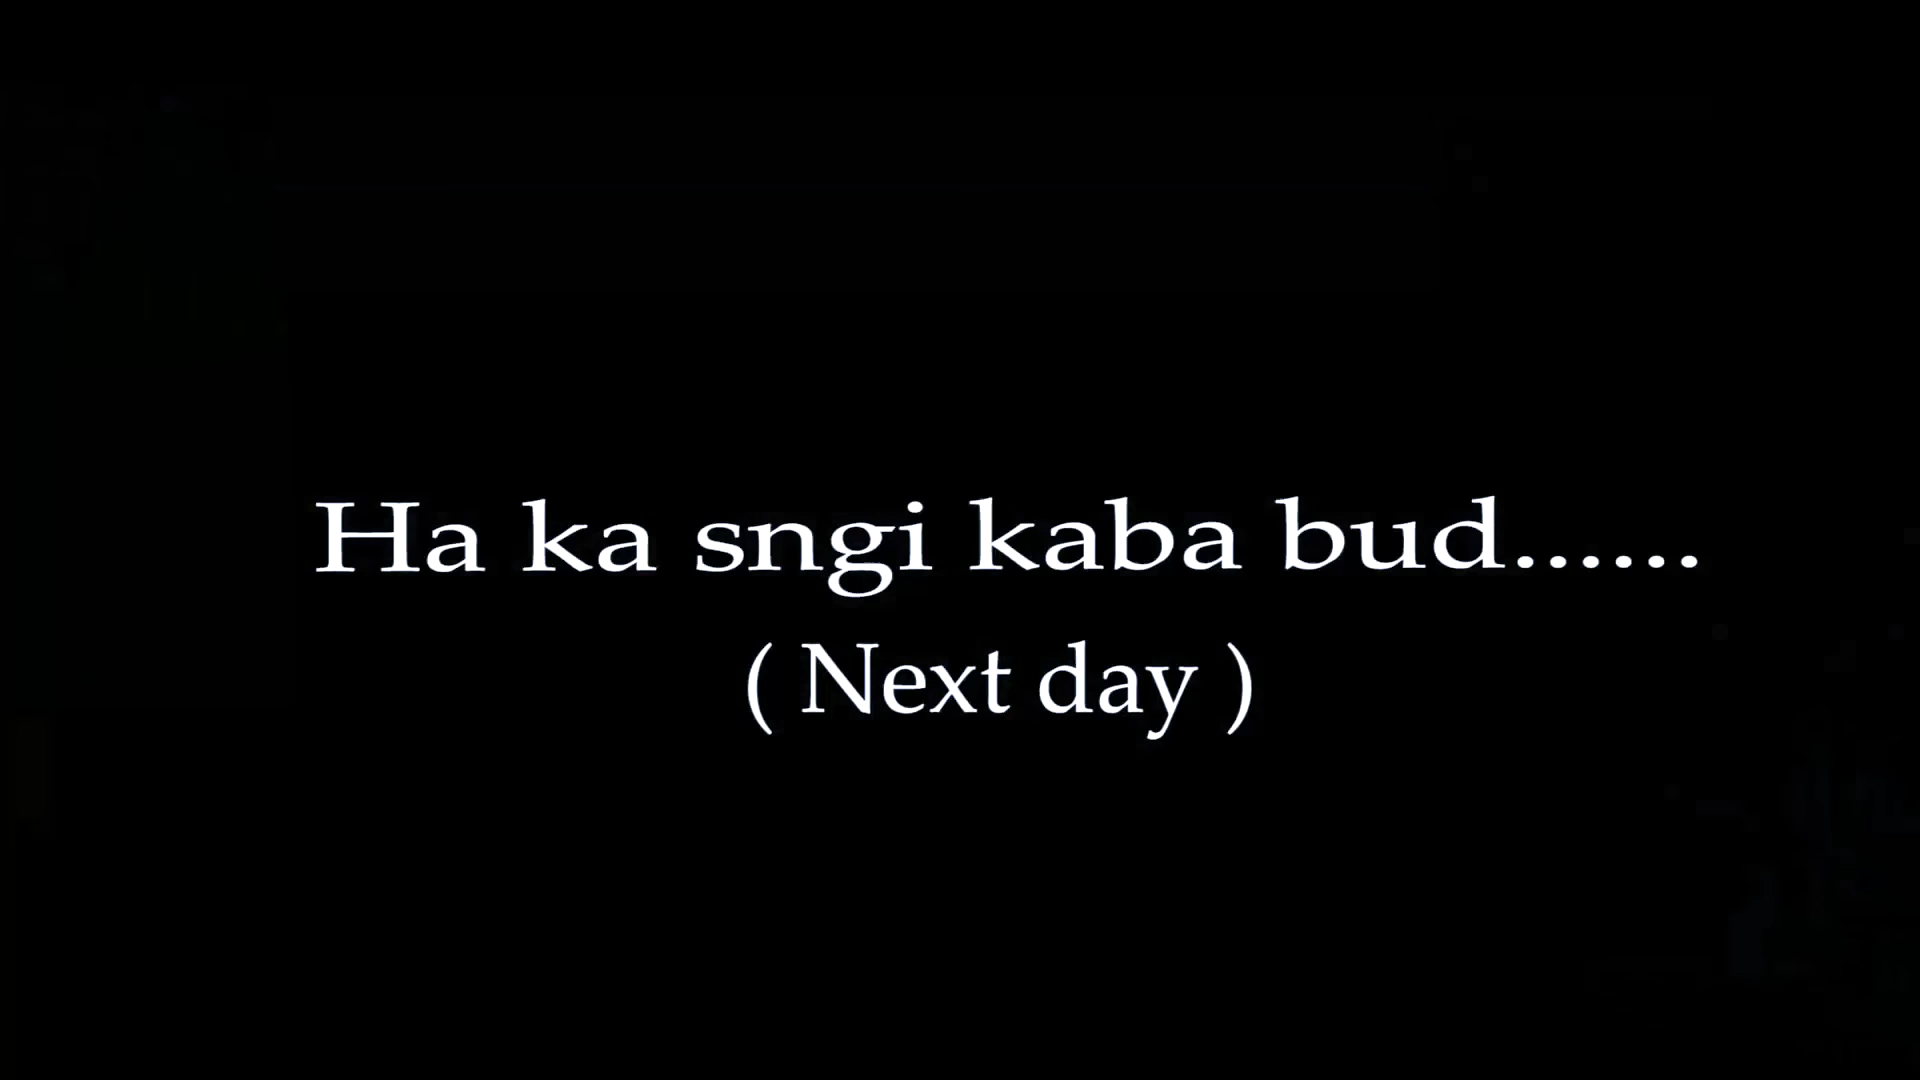 Ha ka sngi kaba bud......
( Next day )